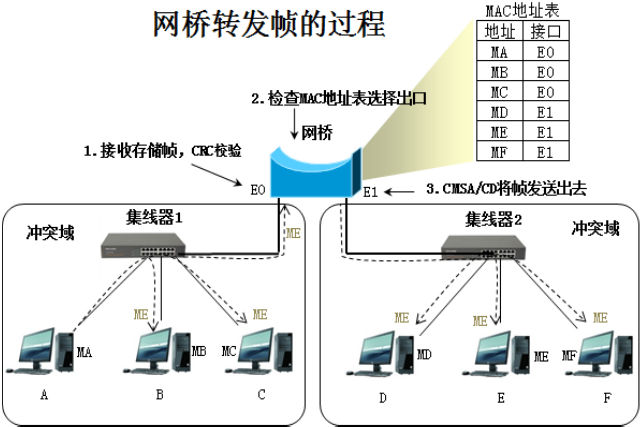 网桥转发帧的过程
MAC地址表
地址 接口
MA E0
MB E0
MC E0
MD E1
ME E1
MF E1
2.检查MAC地址表选择出口
网桥
1.接收存储帧，CRC校验
E0
E1
3.CMSA/CD将帧发送出去
冲突域
集线器1
ME
集线器2
冲突域
ME
ME
ME
ME
ME
MA
MB
MC
MD
ME
MF
A
B
C
D
E
F